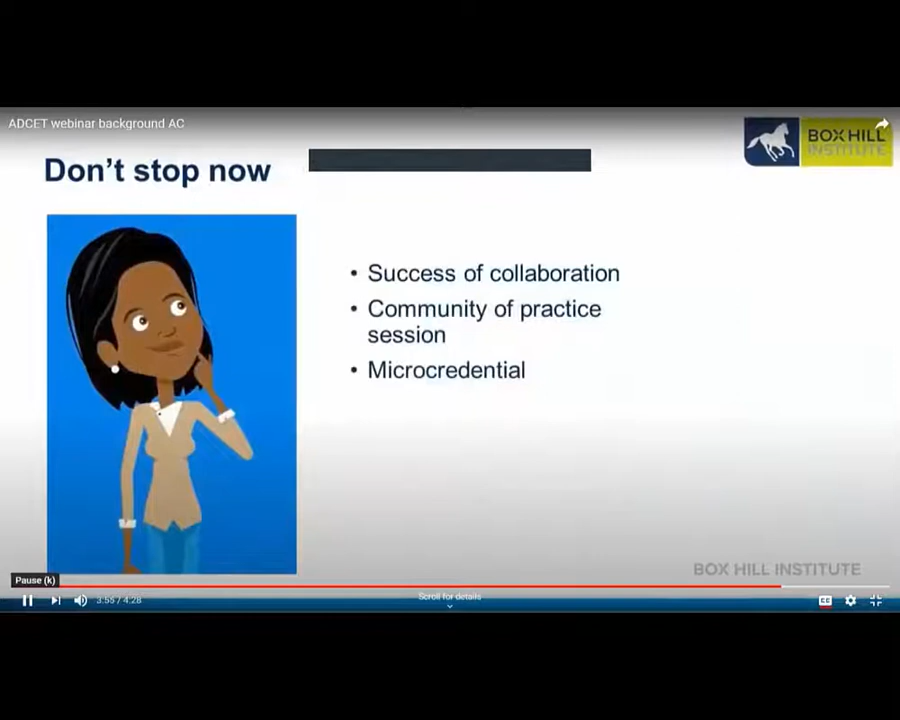 ADCET webinar background AC
BOX HILL
INSTITUTE
Don't stop now
• Success of collaboration
• Community of practice
session
• Microcredential
BOX HILL INSTITUTE
Pause (k)
3:55 / 4:28
Scroll for details
CC